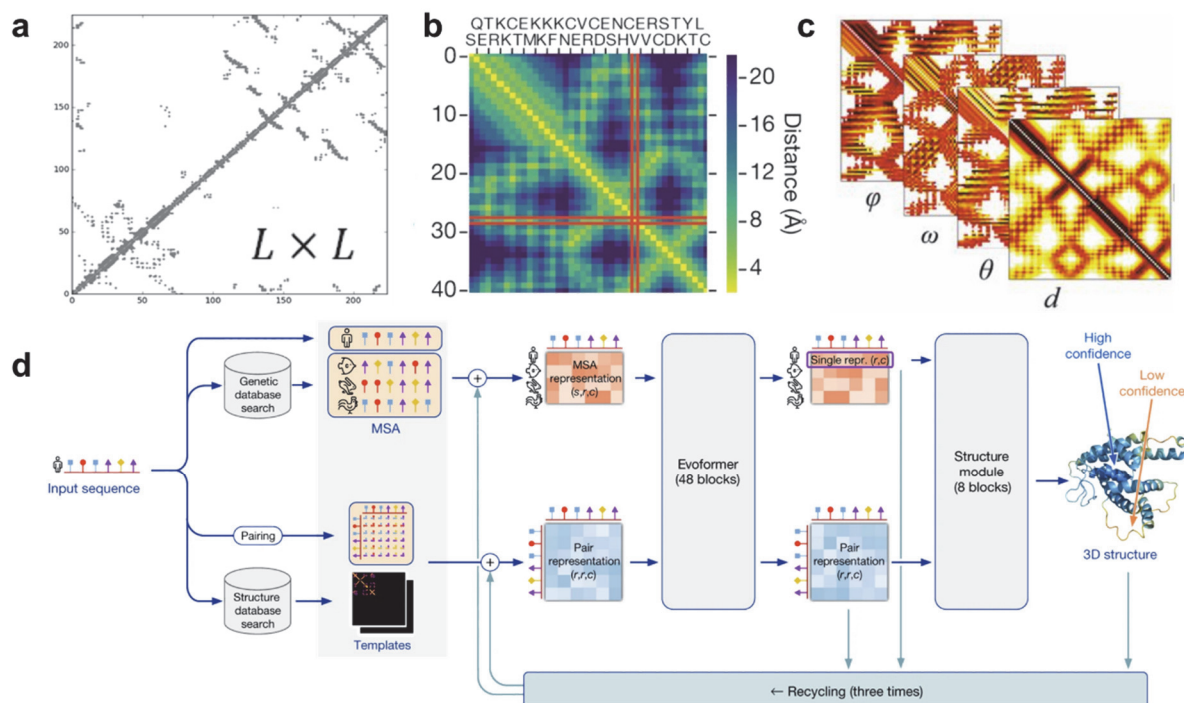 a
200
150
100
50
0
0
50
100
150
200
L × L
b
QTKCEKKKCVCENCERSTYL
SERKTMKFNERDSHVVCDKTC
0
10
20
30
40
20
16
12
8
4
Distance (Å)
c
φ
ω
θ
d
d
Input sequence
Genetic
database
search
MSA
Pairing
Structure
database
search
Templates
MSA
representation
(s,r,c)
Pair
representation
(r,r,c)
Evoformer
(48 blocks)
Single repr. (r,c)
Pair
representation
(r,r,c)
Structure
module
(8 blocks)
High
confidence
Low
confidence
3D structure
← Recycling (three times)